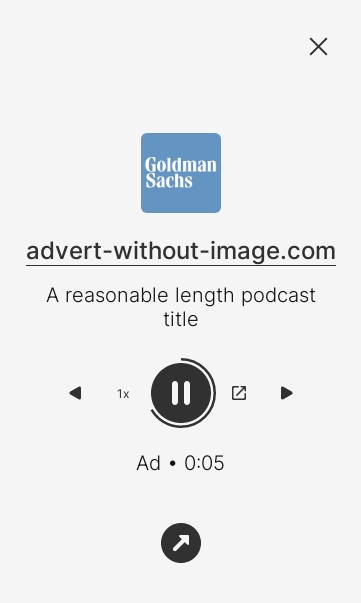 Goldman
Sachs
advert-without-image.com
A reasonable length podcast
title
1x
Ad • 0:05